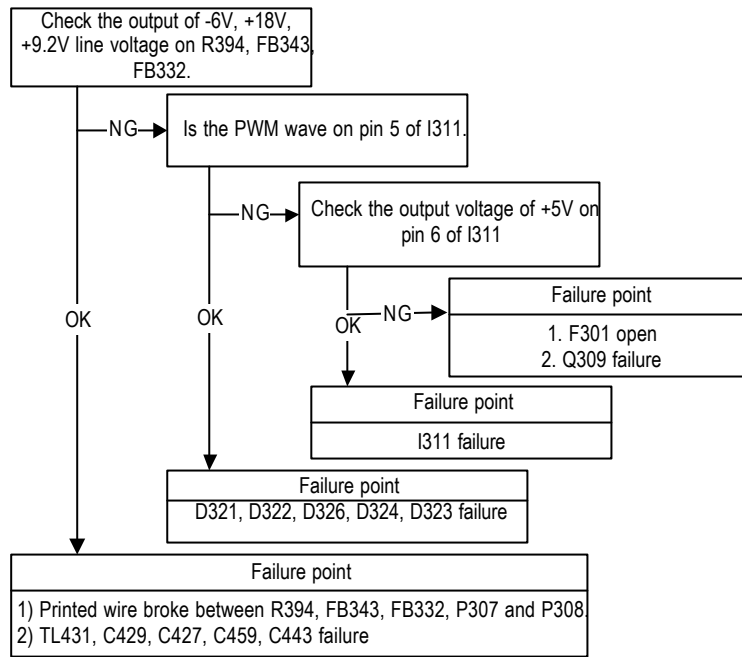 Check the output of -6V, +18V,
+9.2V line voltage on R394, FB343,
FB332.
NG
Is the PWM wave on pin 5 of I311.
NG
Check the output voltage of +5V on
pin 6 of I311
OK
OK
OK
NG
Failure point
1. F301 open
2. Q309 failure
Failure point
I311 failure
Failure point
D321, D322, D326, D324, D323 failure
Failure point
1) Printed wire broke between R394, FB343, FB332, P307 and P308.
2) TL431, C429, C427, C459, C443 failure